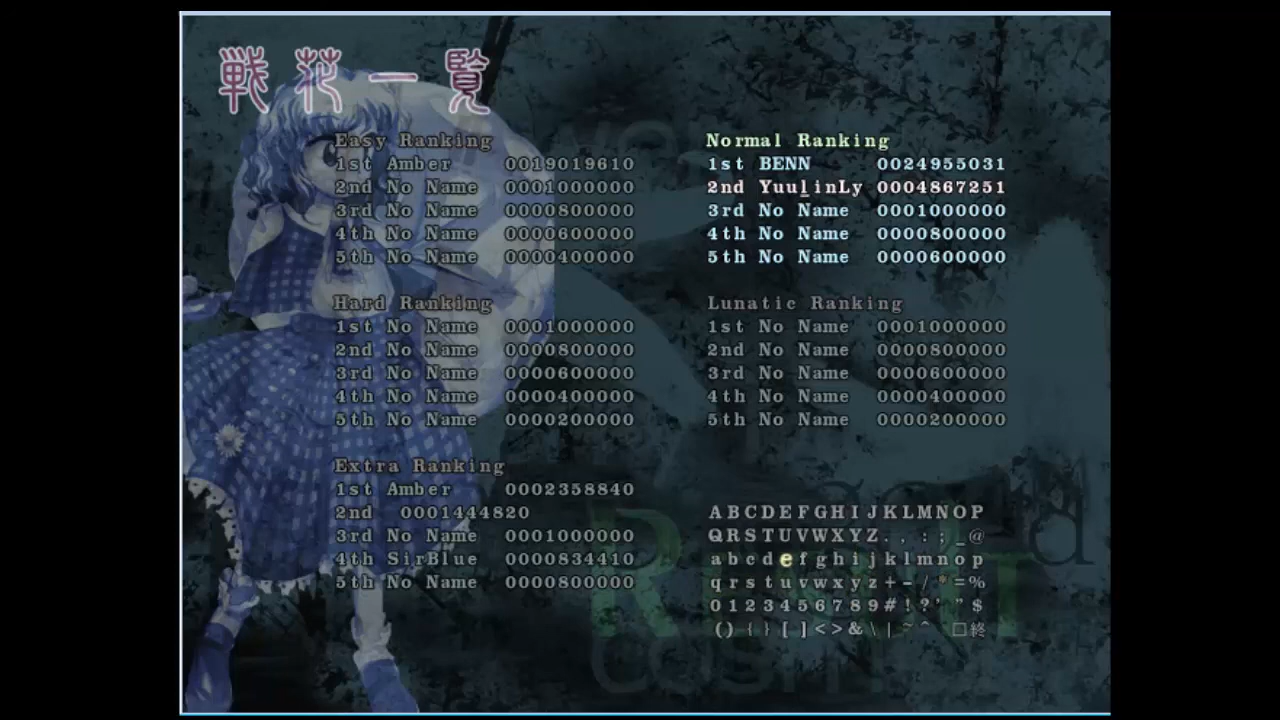 戦花一覧
Easy Ranking
1st Amber 0019019610
2nd No Name 0001000000
3rd No Name 0000800000
4th No Name 0000600000
5th No Name 0000400000
Normal Ranking
1st BENN 0024955031
2nd YuulinLy 0004867251
3rd No Name 0001000000
4th No Name 0000800000
5th No Name 0000600000
Hard Ranking
1st No Name 0001000000
2nd No Name 0000800000
3rd No Name 0000600000
4th No Name 0000400000
5th No Name 0000200000
Lunatic Ranking
1st No Name 0001000000
2nd No Name 0000800000
3rd No Name 0000600000
4th No Name 0000400000
5th No Name 0000200000
Extra Ranking
1st Amber 0002358840
2nd 0001444820
3rd No Name 0001000000
4th SirBlue 0000834410
5th No Name 0000800000
ABCDEFGHIJKLMNOP
QRSTUVWXYZ.,:;_@
abcdefghijklmnop
qrstuvwxyz+-/*=%
0123456789#!?'"$
(){}[]<>&\|~^ □終